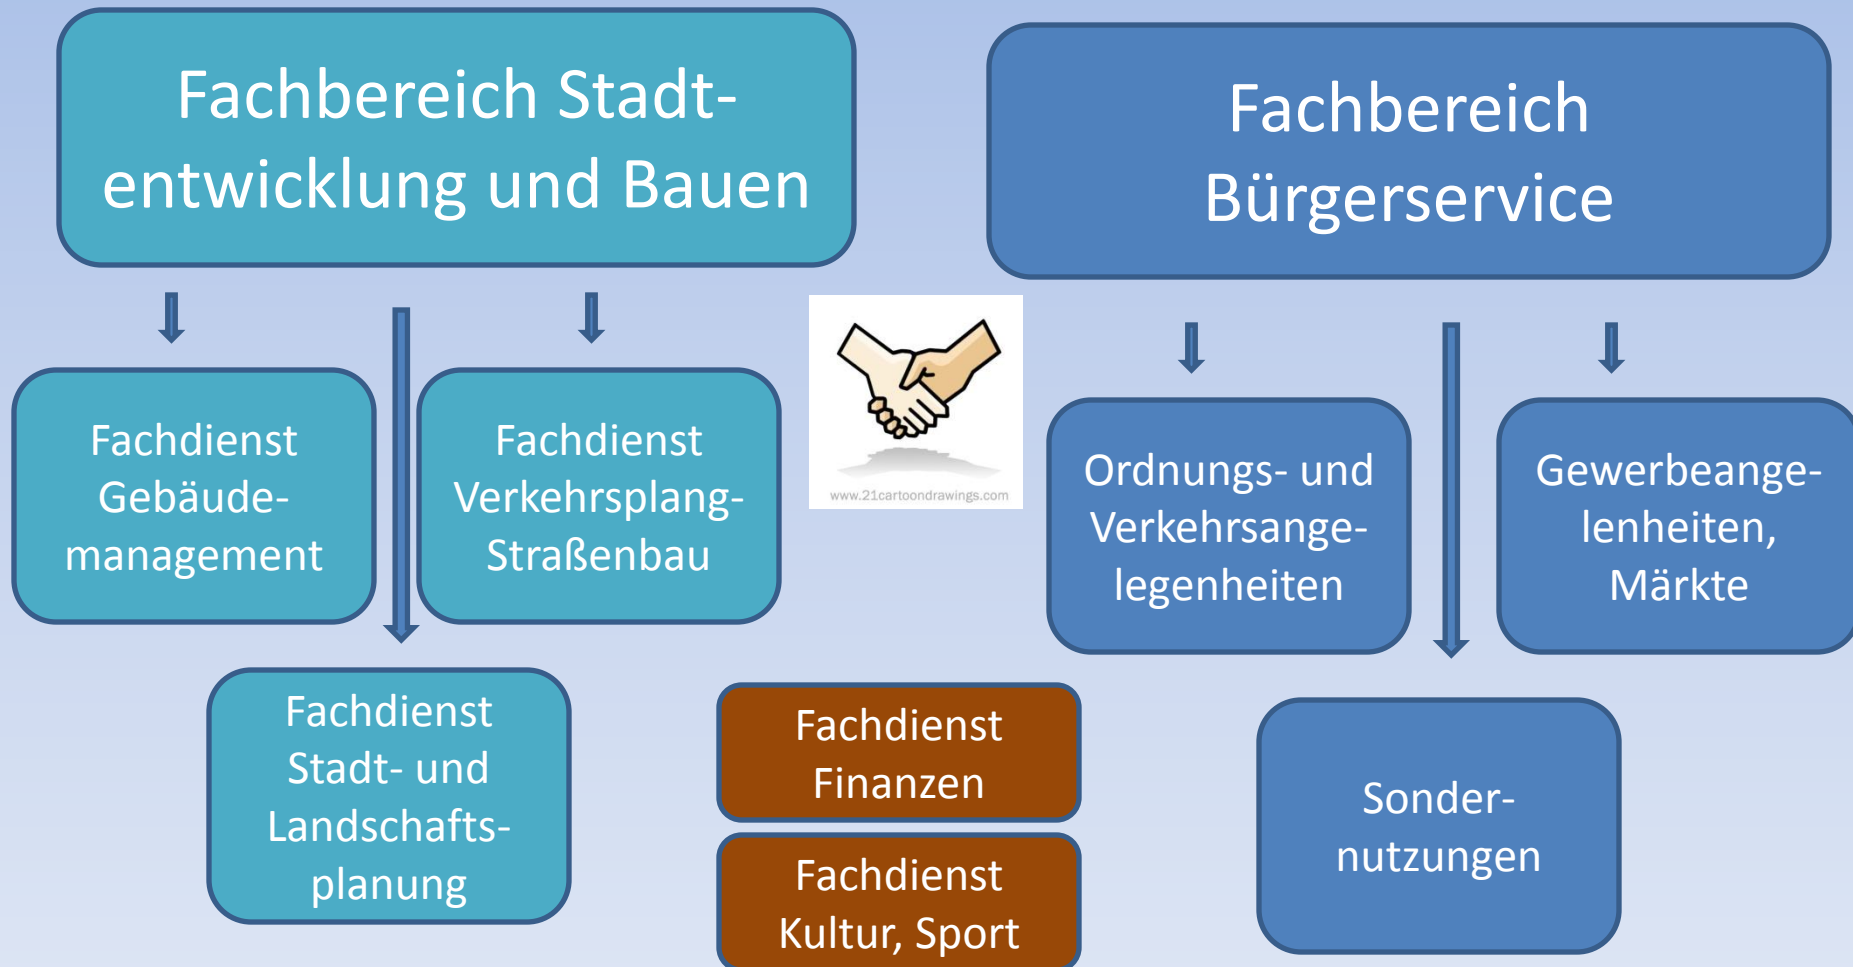 Fachbereich Stadt-
entwicklung und Bauen
Fachbereich
Bürgerservice
Fachdienst
Gebäude-
management
Fachdienst
Verkehrsplang-
Straßenbau
www.21cartoondrawings.com
Ordnungs- und
Verkehrsange-
legenheiten
Gewerbeange-
lenheiten,
Märkte
Fachdienst
Stadt- und
Landschafts-
planung
Fachdienst
Finanzen
Fachdienst
Kultur, Sport
Sonder-
nutzungen